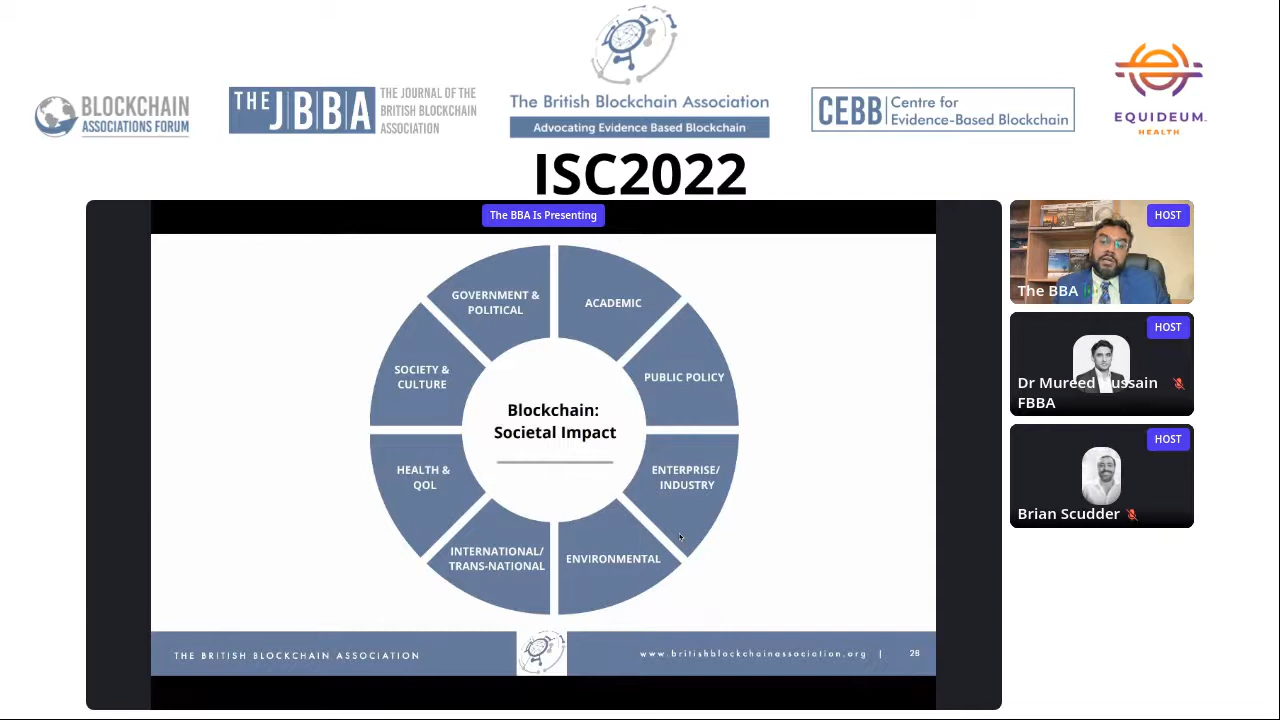 BLOCKCHAIN
ASSOCIATIONS FORUM
THE JBBA
THE JOURNAL OF THE
BRITISH BLOCKCHAIN
ASSOCIATION
The British Blockchain Association
Advocating Evidence Based Blockchain
CEBB
Centre for
Evidence-Based Blockchain
EQUIDEUM
HEALTH
ISC2022
The BBA Is Presenting
GOVERNMENT &
POLITICAL
ACADEMIC
SOCIETY &
CULTURE
PUBLIC POLICY
Blockchain:
Societal Impact
HEALTH &
QOL
ENTERPRISE/
INDUSTRY
INTERNATIONAL/
TRANS-NATIONAL
ENVIRONMENTAL
THE BRITISH BLOCKCHAIN ASSOCIATION
www.britishblockchainassociation.org | 28
HOST
The BBA
HOST
Dr Mureed Hussain
FBBA
HOST
Brian Scudder